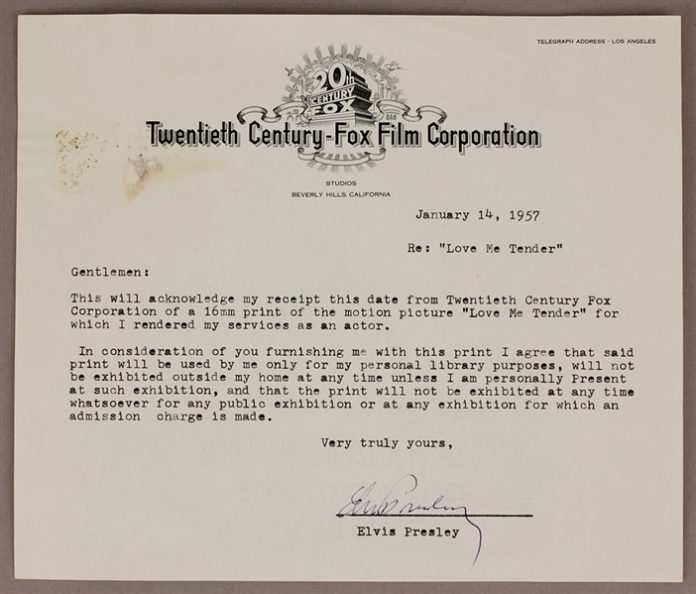 TELEGRAPH ADDRESS · LOS ANGELES
20th
CENTURY
FOX
Twentieth Century-Fox Film Corporation
STUDIOS
BEVERLY HILLS, CALIFORNIA
January 14, 1957
Re: "Love Me Tender"
Gentlemen:
This will acknowledge my receipt this date from Twentieth Century Fox
Corporation of a 16mm print of the motion picture "Love Me Tender" for
which I rendered my services as an actor.
In consideration of you furnishing me with this print I agree that said
print will be used by me only for my personal library purposes, will not
be exhibited outside my home at any time unless I am personally Present
at such exhibition, and that the print will not be exhibited at any time
whatsoever for any public exhibition or at any exhibition for which an
admission charge is made.
Very truly yours,
Elvis Presley
Elvis Presley